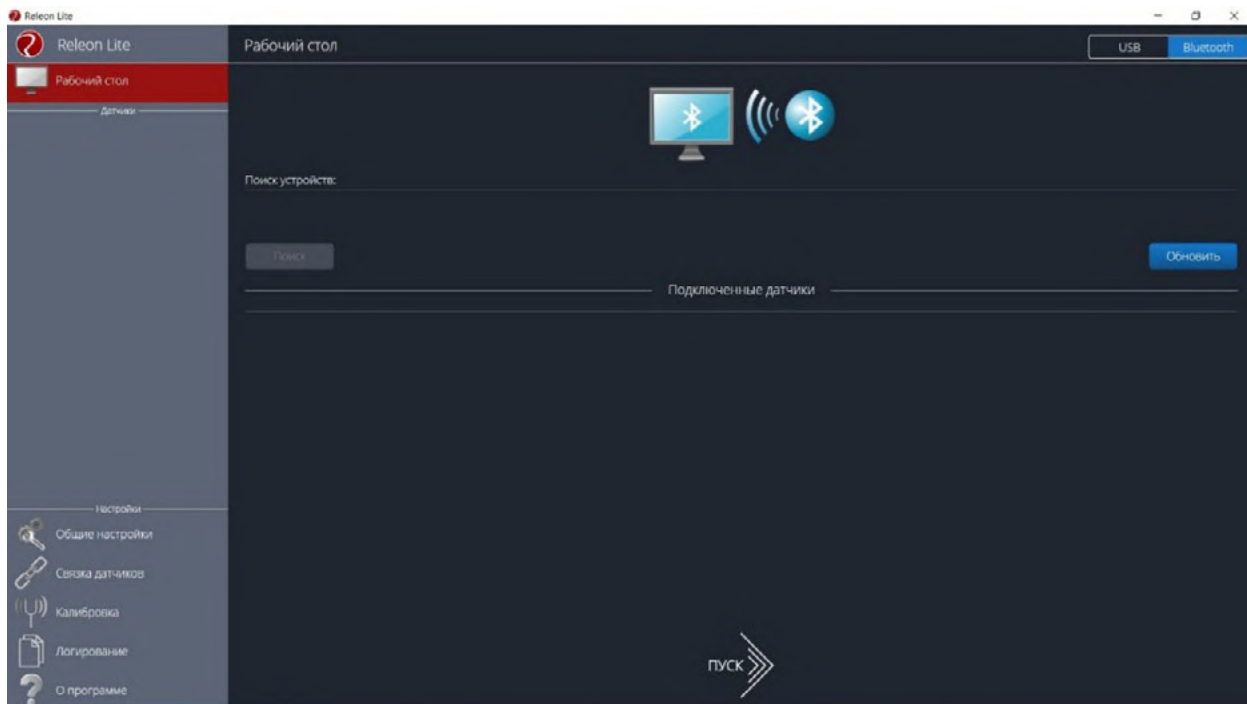 Releon Lite
Releon Lite
Рабочий стол
USB
Bluetooth
Рабочий стол
Датчики
Поиск устройств:
Поиск
Обновить
Подключенные датчики
Настройки
Общие настройки
Связка датчиков
Калибровка
Логирование
О программе
ПУСК